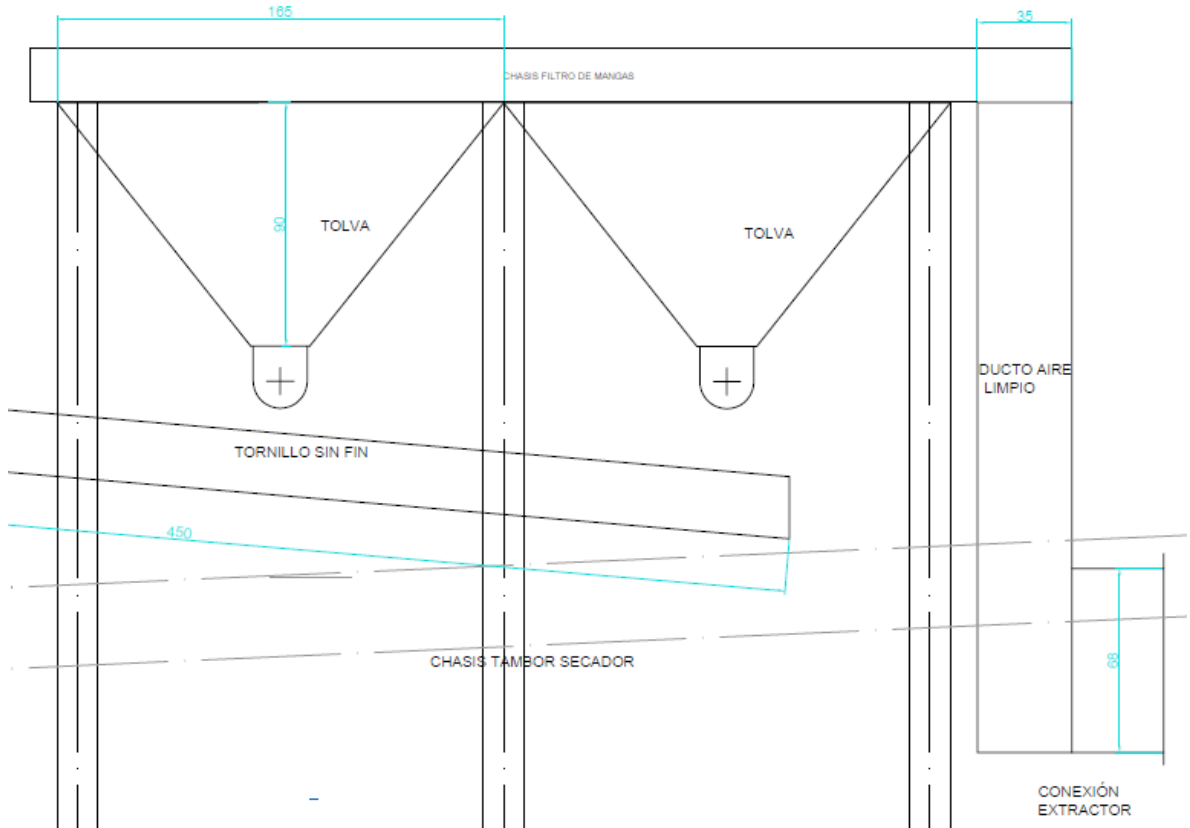 165
35
CHASIS FILTRO DE MANGAS
90
TOLVA
TOLVA
DUCTO AIRE
LIMPIO
TORNILLO SIN FIN
450
CHASIS TAMBOR SECADOR
68
CONEXIÓN
EXTRACTOR